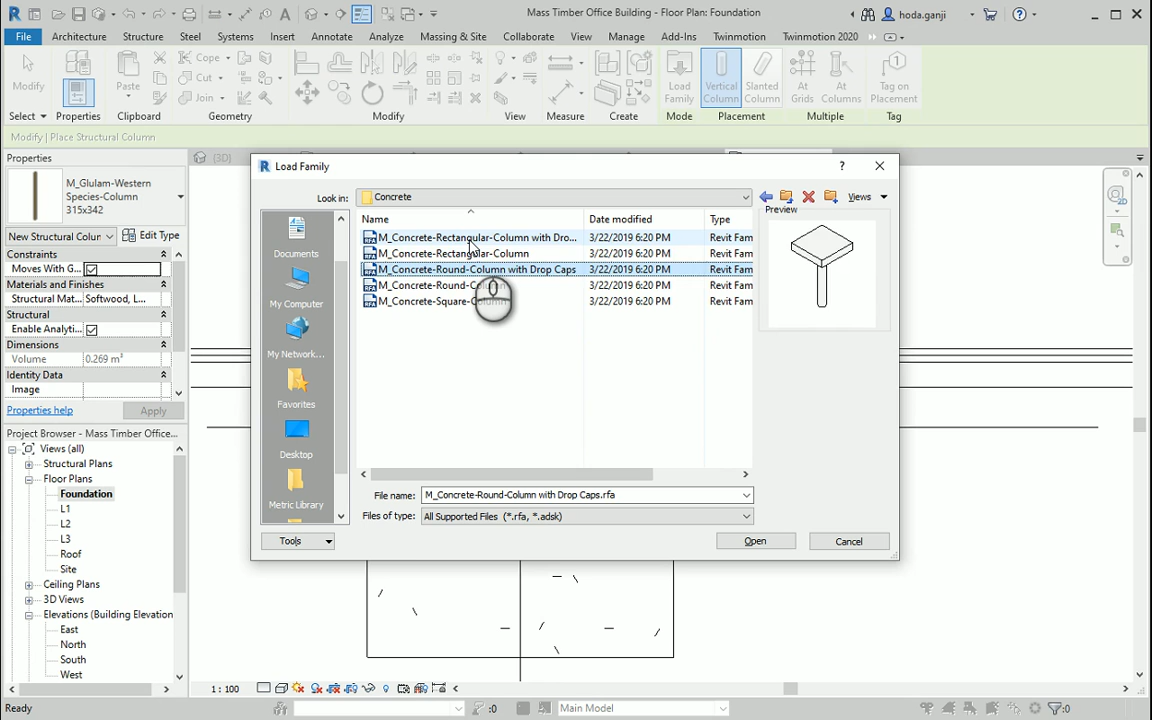 Mass Timber Office Building - Floor Plan: Foundation
hoda.ganji
File Architecture Structure Steel Systems Insert Annotate Analyze Massing & Site Collaborate View Manage Add-Ins Twinmotion Twinmotion 2020
Modify
Properties
Paste
Cope
Cut
Join
Load Family
Vertical Column
Slanted Column
At Grids
At Columns
Tag on Placement
Select Properties Clipboard Geometry Modify View Measure Create Mode Placement Multiple Tag
Modify | Place Structural Column
Properties
M_Glulam-Western
Species-Column
315x342
New Structural Colur Edit Type
Constraints
Moves With G...
Materials and Finishes
Structural Mat... Softwood, L...
Structural
Enable Analyti...
Dimensions
Volume 0.269 m³
Identity Data
Image
Properties help Apply
Project Browser - Mass Timber Office...
Views (all)
Structural Plans
Floor Plans
Foundation
L1
L2
L3
Roof
Site
Ceiling Plans
3D Views
Elevations (Building Elevation
East
North
South
West
{3D}
Load Family
Look in: Concrete Views
Name Date modified Type
M_Concrete-Rectangular-Column with Dro... 3/22/2019 6:20 PM Revit Fam
M_Concrete-Rectangular-Column 3/22/2019 6:20 PM Revit Fam
M_Concrete-Round-Column with Drop Caps 3/22/2019 6:20 PM Revit Fam
M_Concrete-Round- 3/22/2019 6:20 PM Revit Fam
M_Concrete-Square- 3/22/2019 6:20 PM Revit Fam
Preview
Documents
My Computer
My Network...
Favorites
Desktop
Metric Library
File name: M_Concrete-Round-Column with Drop Caps.rfa
Files of type: All Supported Files (*.rfa, *.adsk)
Tools Open Cancel
1 : 100
Ready
:0
Main Model
:0